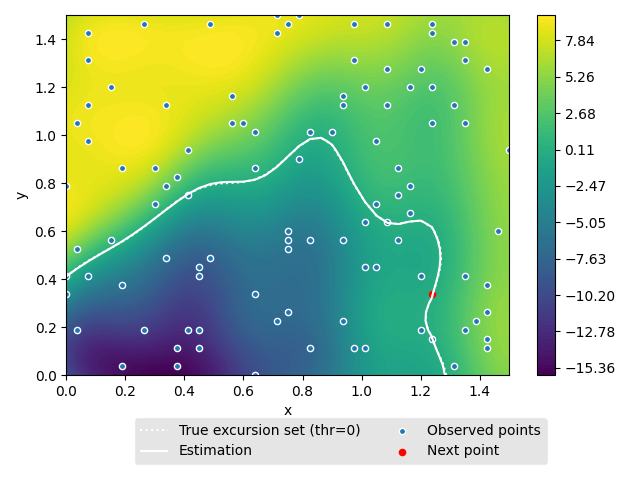 1.4
1.2
1.0
0.8
0.6
0.4
0.2
0.0
y
0.0 0.2 0.4 0.6 0.8 1.0 1.2 1.4
x
7.84
5.26
2.68
0.11
−2.47
−5.05
−7.63
−10.20
−12.78
−15.36
True excursion set (thr=0)
Estimation
Observed points
Next point